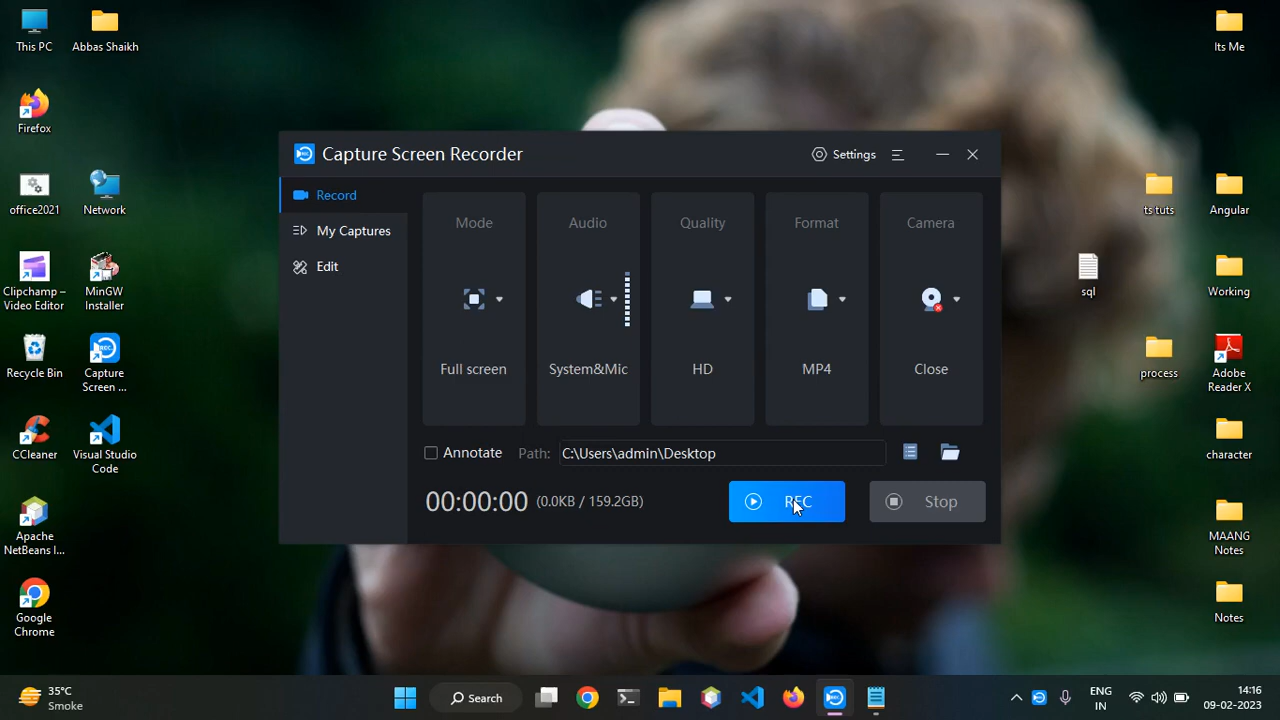 This PC
Abbas Shaikh
Its Me
Firefox
office2021
Network
ts tuts
Angular
Clipchamp –
Video Editor
MinGW
Installer
sql
Working
Recycle Bin
Capture
Screen ...
process
Adobe
Reader X
CCleaner
Visual Studio
Code
character
Apache
NetBeans I...
MAANG
Notes
Google
Chrome
Notes
Capture Screen Recorder
Settings
Record
My Captures
Edit
Mode
Audio
Quality
Format
Camera
Full screen
System&Mic
HD
MP4
Close
Annotate
Path:
C:\Users\admin\Desktop
00:00:00
(0.0KB / 159.2GB)
REC
Stop
35°C
Smoke
Search
ENG
IN
14:16
09-02-2023